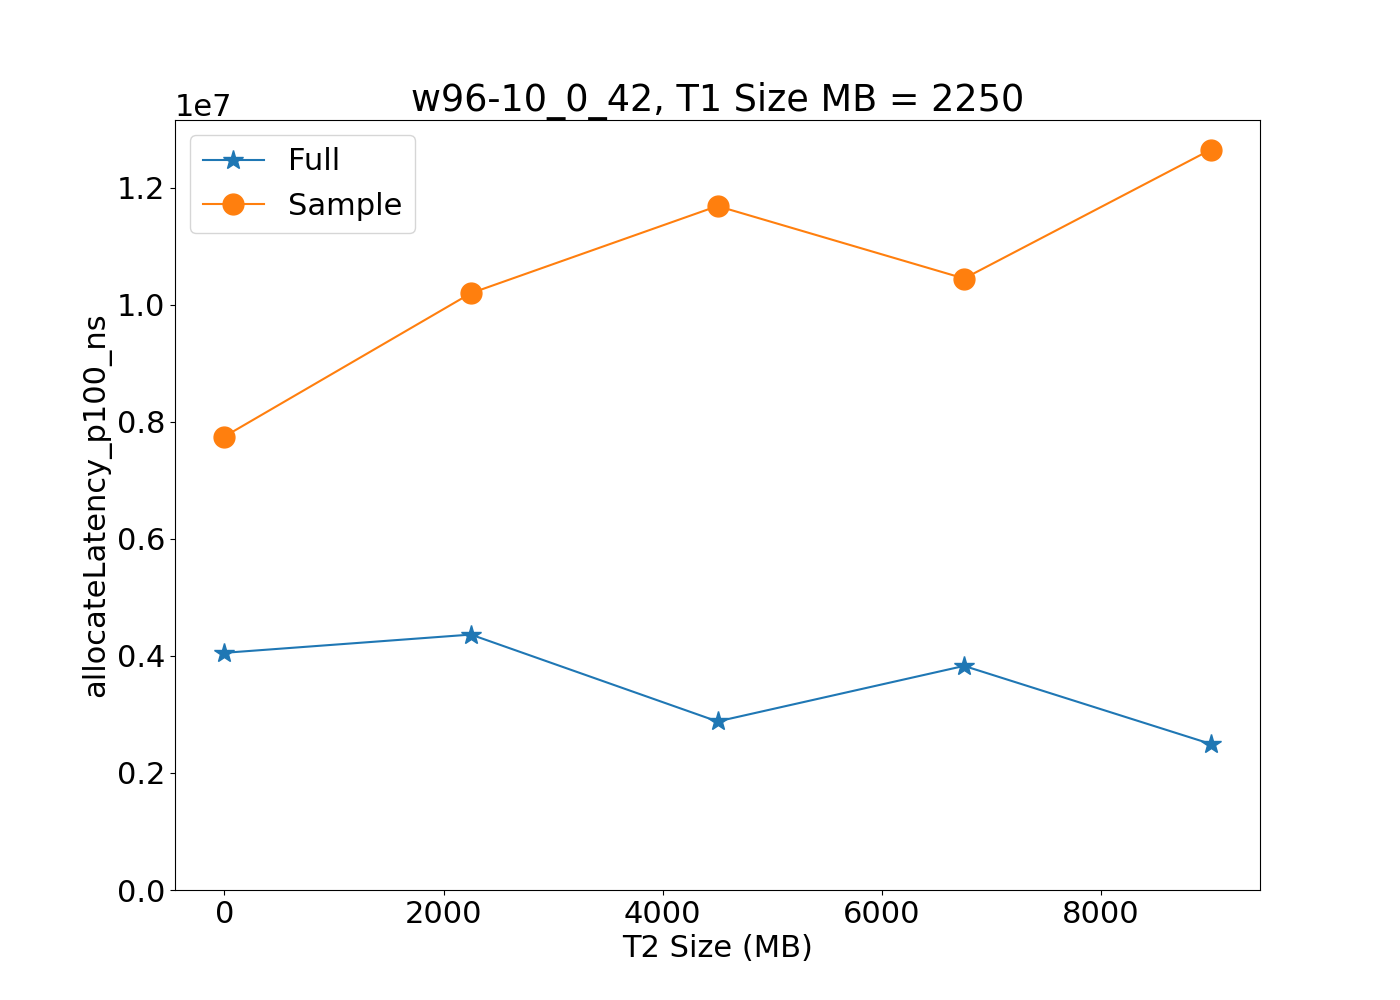 w96-10_0_42, T1 Size MB = 2250
1e7
Full
Sample
1.2
1.0
0.8
0.6
0.4
0.2
0.0
allocateLatency_p100_ns
0 2000 4000 6000 8000
T2 Size (MB)